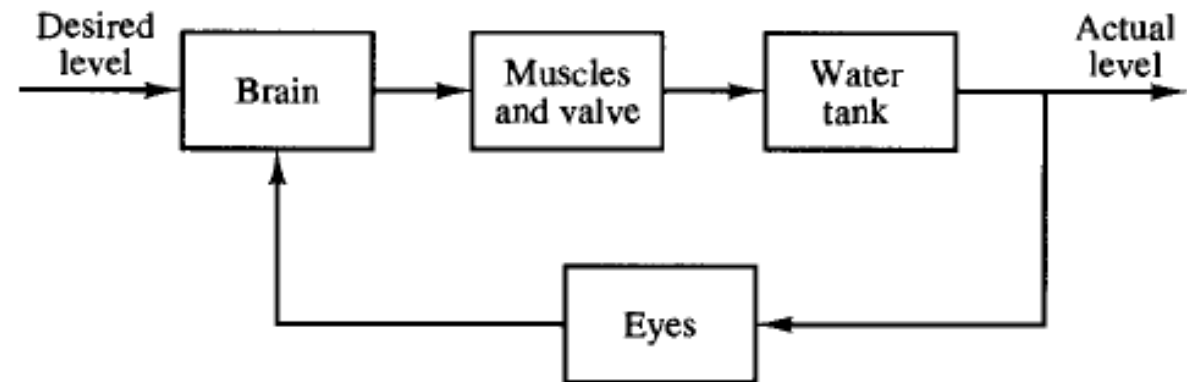 Desired
level
Brain
Muscles
and valve
Water
tank
Actual
level
Eyes